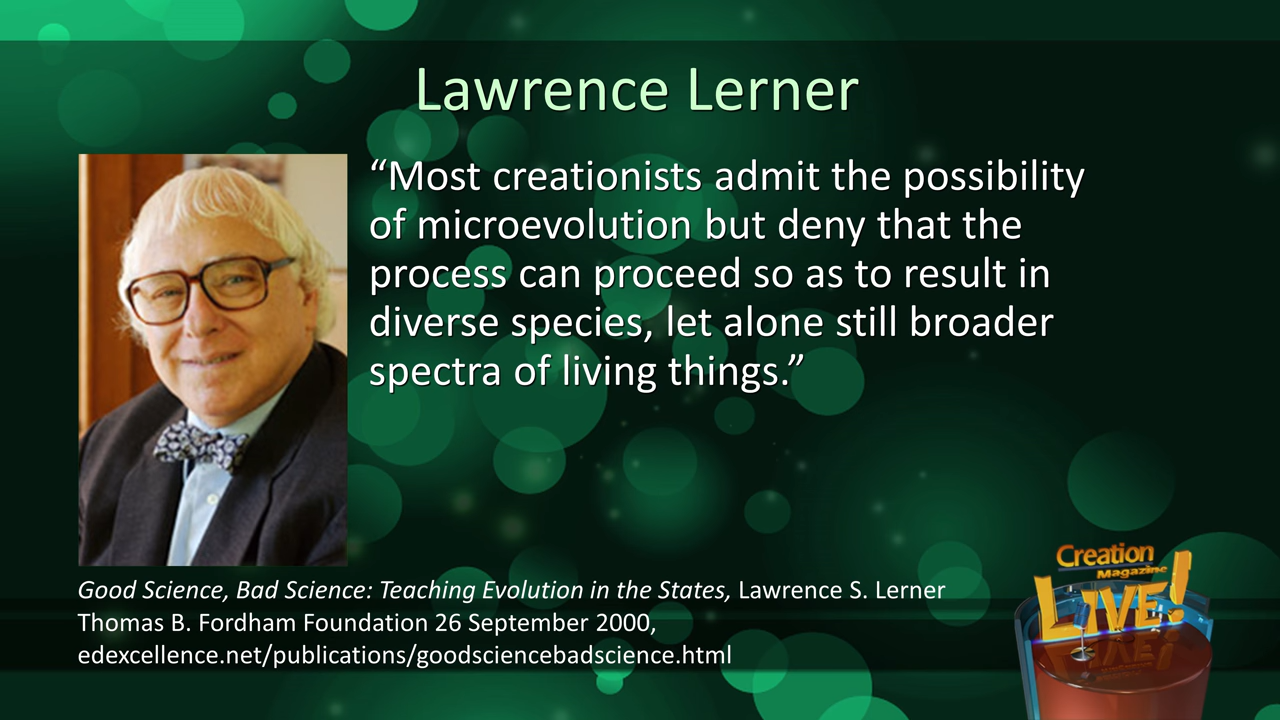 Lawrence Lerner
“Most creationists admit the possibility
of microevolution but deny that the
process can proceed so as to result in
diverse species, let alone still broader
spectra of living things.”
Good Science, Bad Science: Teaching Evolution in the States, Lawrence S. Lerner
Thomas B. Fordham Foundation 26 September 2000,
edexcellence.net/publications/goodsciencebadscience.html
Creation
Magazine
LIVE!